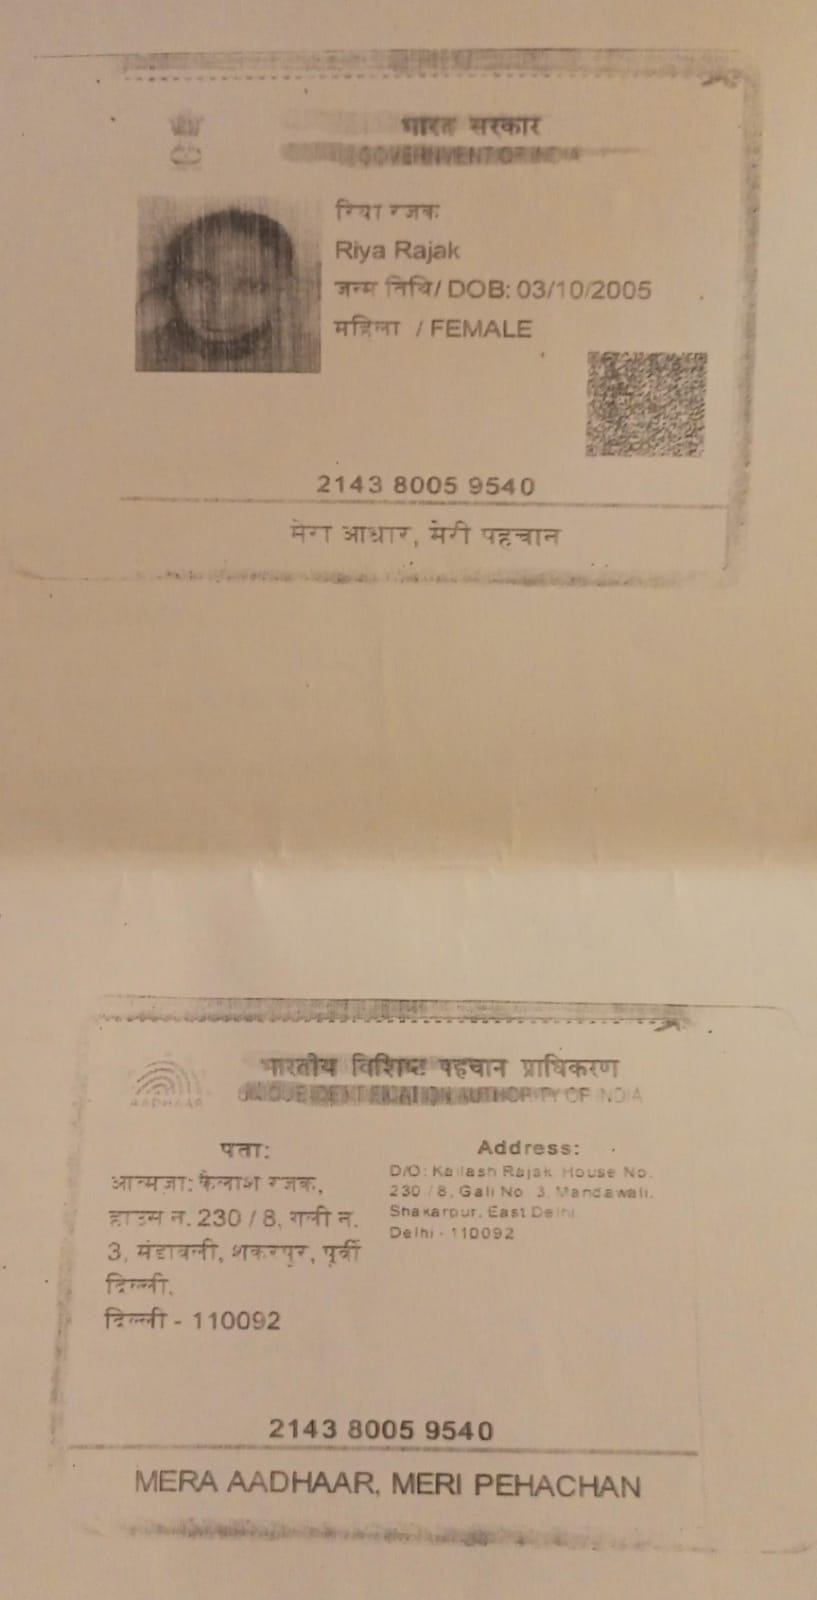 भारत सरकार
GOVERNMENT OF INDIA
रिया रजक
Riya Rajak
जन्म तिथि/ DOB: 03/10/2005
महिला / FEMALE
2143 8005 9540
मेरा आधार, मेरी पहचान
भारतीय विशिष्ट पहचान प्राधिकरण
UNIQUE IDENTIFICATION AUTHORITY OF INDIA
AADHAAR
पता:
आत्मजा: कैलाश रजक,
हाउस न. 230 / 8, गली न.
3, मंडावली, शकरपुर, पूर्वी
दिल्ली,
दिल्ली - 110092
Address:
D/O: Kailash Rajak, House No.
230 / 8, Gali No. 3, Mandawali,
Shakarpur, East Delhi,
Delhi - 110092
2143 8005 9540
MERA AADHAAR, MERI PEHACHAN